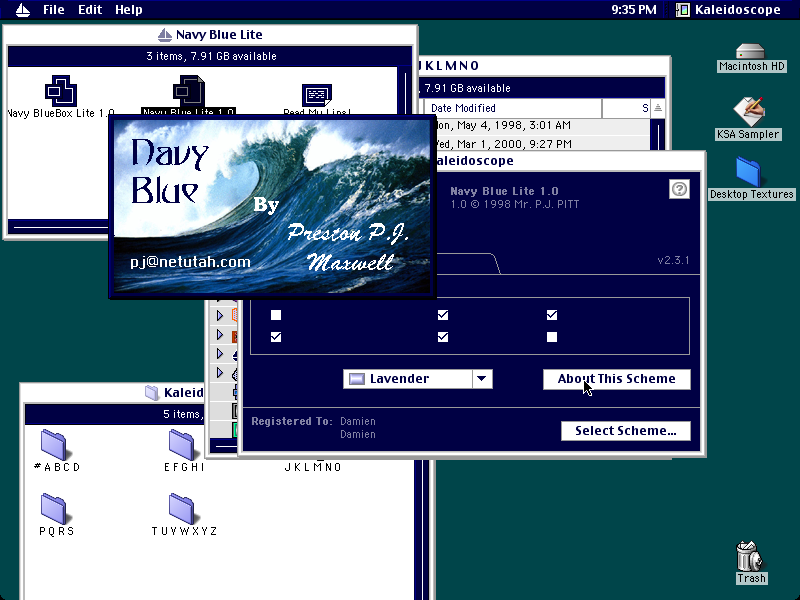 File Edit Help
9:35 PM
Kaleidoscope
Navy Blue Lite
3 items, 7.91 GB available
Navy BlueBox Lite 1.0
Navy Blue Lite 1.0
Read My Lips!
JKLMNO
7.91 GB available
Date Modified
Mon, May 4, 1998, 3:01 AM
Wed, Mar 1, 2000, 9:27 PM
Macintosh HD
KSA Sampler
Desktop Textures
Navy
Blue
By
Preston P.J.
Maxwell
pj@netutah.com
Kaleidoscope
Navy Blue Lite 1.0
1.0 © 1998 Mr. P.J. PITT
v2.3.1
Lavender
About This Scheme
Registered To: Damien
Damien
Select Scheme...
Kaleid
5 items,
#ABCD
EFGHI
JKLMNO
PQRS
TUVWXYZ
Trash